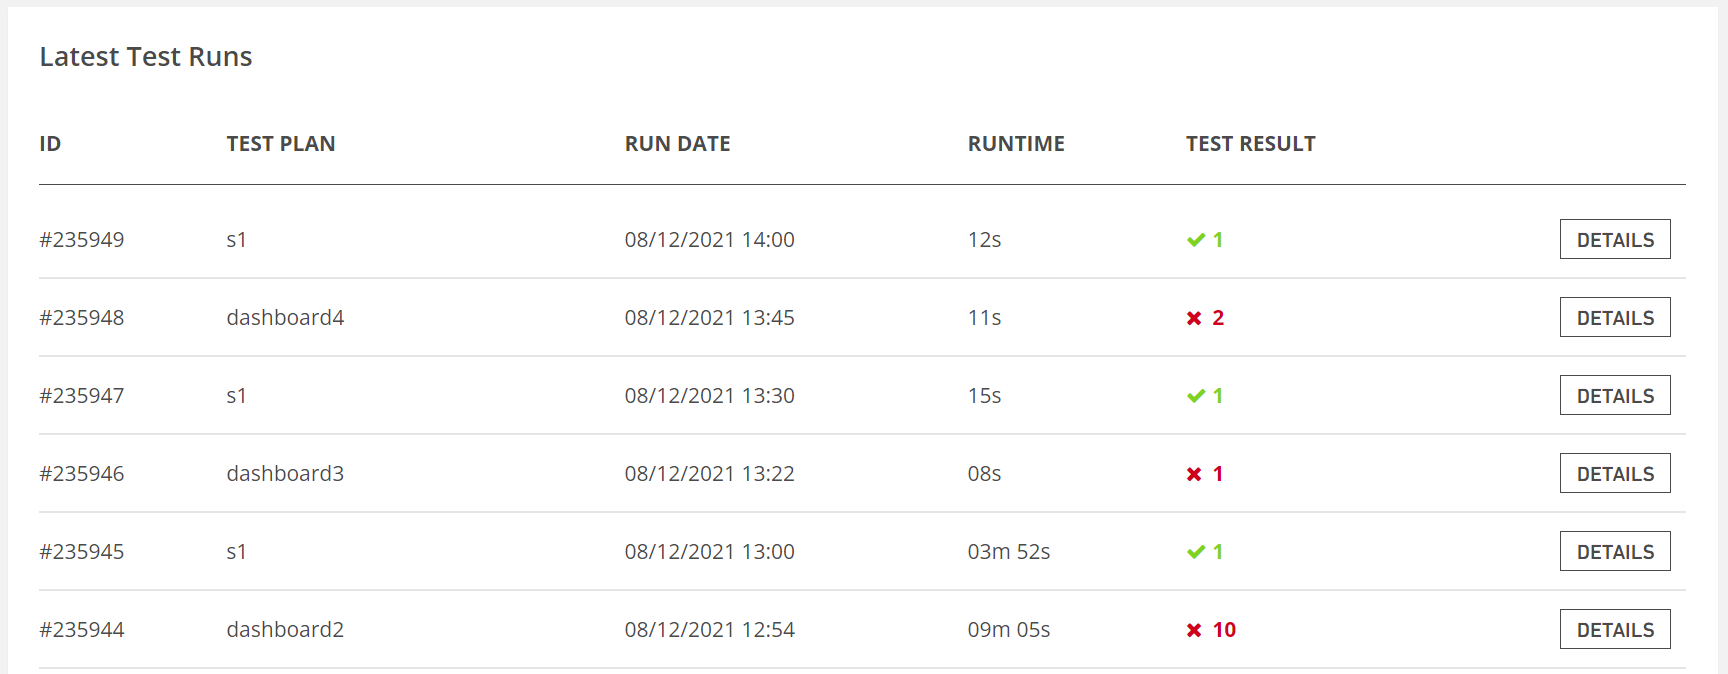 Latest Test Runs
ID TEST PLAN RUN DATE RUNTIME TEST RESULT
#235949 s1 08/12/2021 14:00 12s 1 DETAILS
#235948 dashboard4 08/12/2021 13:45 11s 2 DETAILS
#235947 s1 08/12/2021 13:30 15s 1 DETAILS
#235946 dashboard3 08/12/2021 13:22 08s 1 DETAILS
#235945 s1 08/12/2021 13:00 03m 52s 1 DETAILS
#235944 dashboard2 08/12/2021 12:54 09m 05s 10 DETAILS